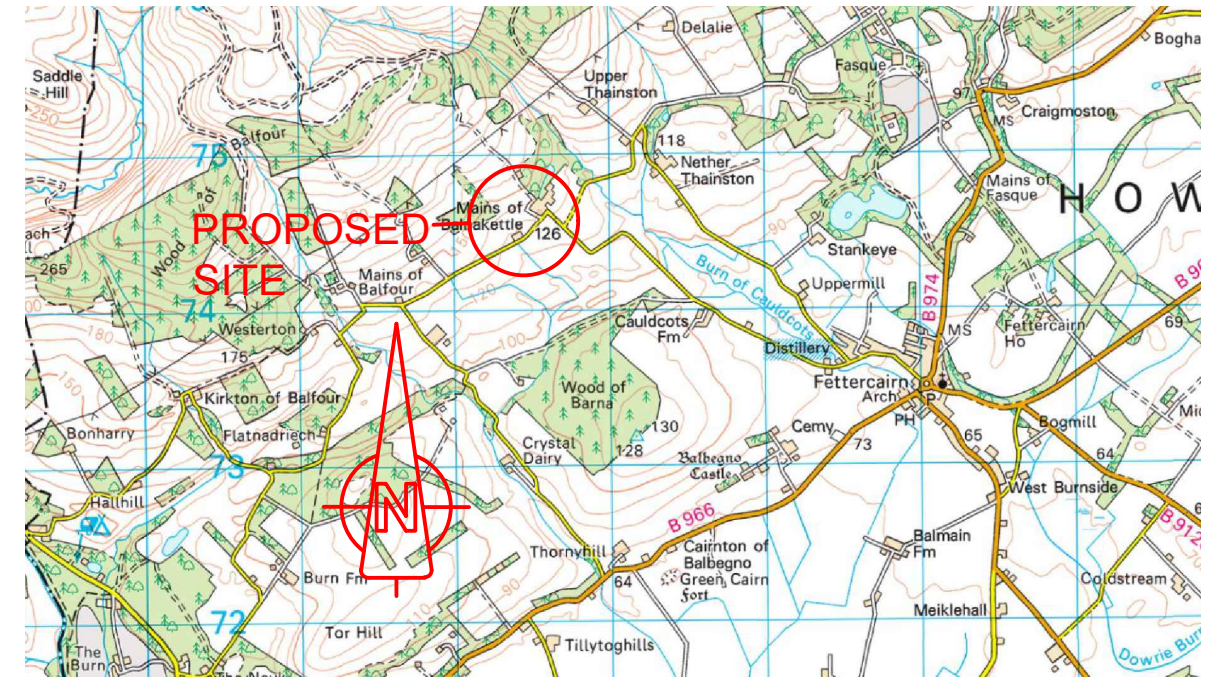 Delalie
Bogha
Fasque
Saddle
Hill
Upper
Thainston
97
MS
Craigmoston
250
Balfour
118
75
Nether
Thainston
Mains of
Fasque
H O W
Wood of
PROPOSED
SITE
Mains of
Balnakettle
126
90
Stankeye
265
Mains of
Balfour
120
Burn of Cauldcots
Uppermill
B 974
74
180
Westerton
100
Cauldcots
Fm
MS
Fettercairn
Ho
69
175
Distillery
150
Wood of
Barna
Fettercairn
Arch
P
PH
Kirkton of Balfour
Bonharry
Flatnadriech
130
128
Cemy
73
65
Bogmill
64
73
Crystal
Dairy
Balbegno
Castle
West Burnside
Hallhill
N
B 966
B 912
Thornyhill
Cairnton of
Balbegno
Green Cairn
Fort
Balmain
Fm
Burn Fm
90
64
Coldstream
72
110
Meiklehall
Tor Hill
Tillytoghills
The
Burn
Dowrie Burn